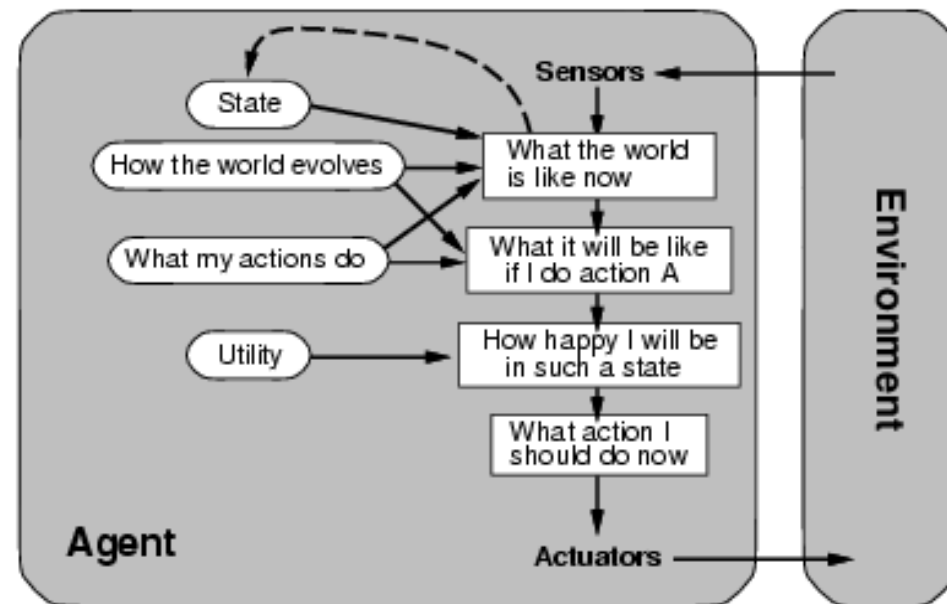 Sensors
State
What the world
is like now
How the world evolves
What my actions do
What it will be like
if I do action A
Utility
How happy I will be
in such a state
What action I
should do now
Agent
Actuators
Environment